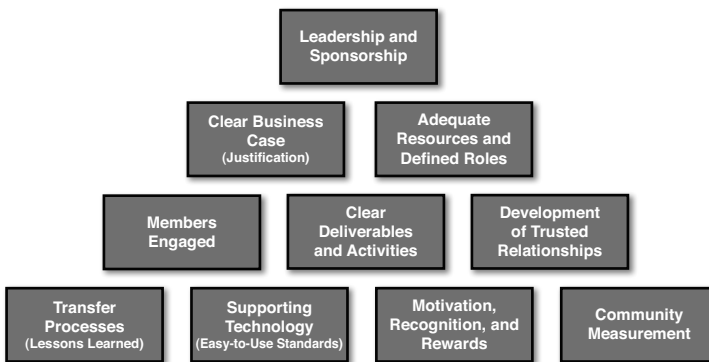 Leadership and
Sponsorship
Clear Business
Case
(Justification)
Adequate
Resources and
Defined Roles
Members
Engaged
Clear
Deliverables
and Activities
Development
of Trusted
Relationships
Transfer
Processes
(Lessons Learned)
Supporting
Technology
(Easy-to-Use Standards)
Motivation,
Recognition, and
Rewards
Community
Measurement